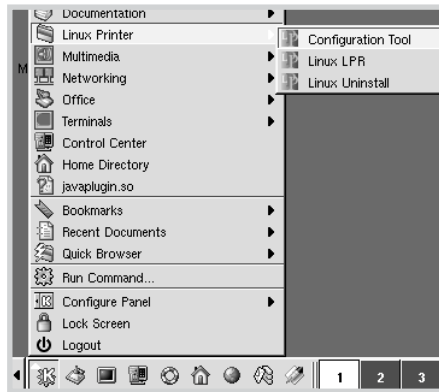 Documentation
Linux Printer
Configuration Tool
M
Multimedia
Linux LPR
Networking
Linux Uninstall
Office
Terminals
Control Center
Home Directory
javaplugin.so
Bookmarks
Recent Documents
Quick Browser
Run Command...
Configure Panel
Lock Screen
Logout
1 2 3